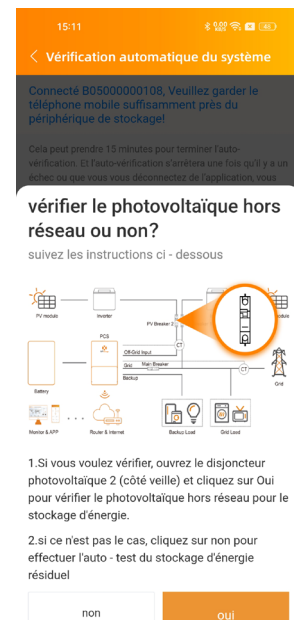 15:11
Vérification automatique du système
Connecté B05000000108, Veuillez garder le
téléphone mobile suffisamment près du
périphérique de stockage!
Cela peut prendre 15 minutes pour terminer l'auto-
vérification. Et l'auto-vérification s'arrêtera une fois qu'il y a un
échec ou que vous vous déconnectez de l'application, vous
vérifier le photovoltaïque hors
réseau ou non?
suivez les instructions ci - dessous
PV module
Inverter
PV Breaker 2
PCS
CT
Off-Grid Input
Grid
Main Breaker
CT
Backup
Battery
Grid
Monitor & APP
Router & Internet
Backup Load
Grid Load
1.Si vous voulez vérifier, ouvrez le disjoncteur
photovoltaïque 2 (côté veille) et cliquez sur Oui
pour vérifier le photovoltaïque hors réseau pour le
stockage d'énergie.
2.si ce n'est pas le cas, cliquez sur non pour
effectuer l'auto - test du stockage d'énergie
résiduel
non
oui